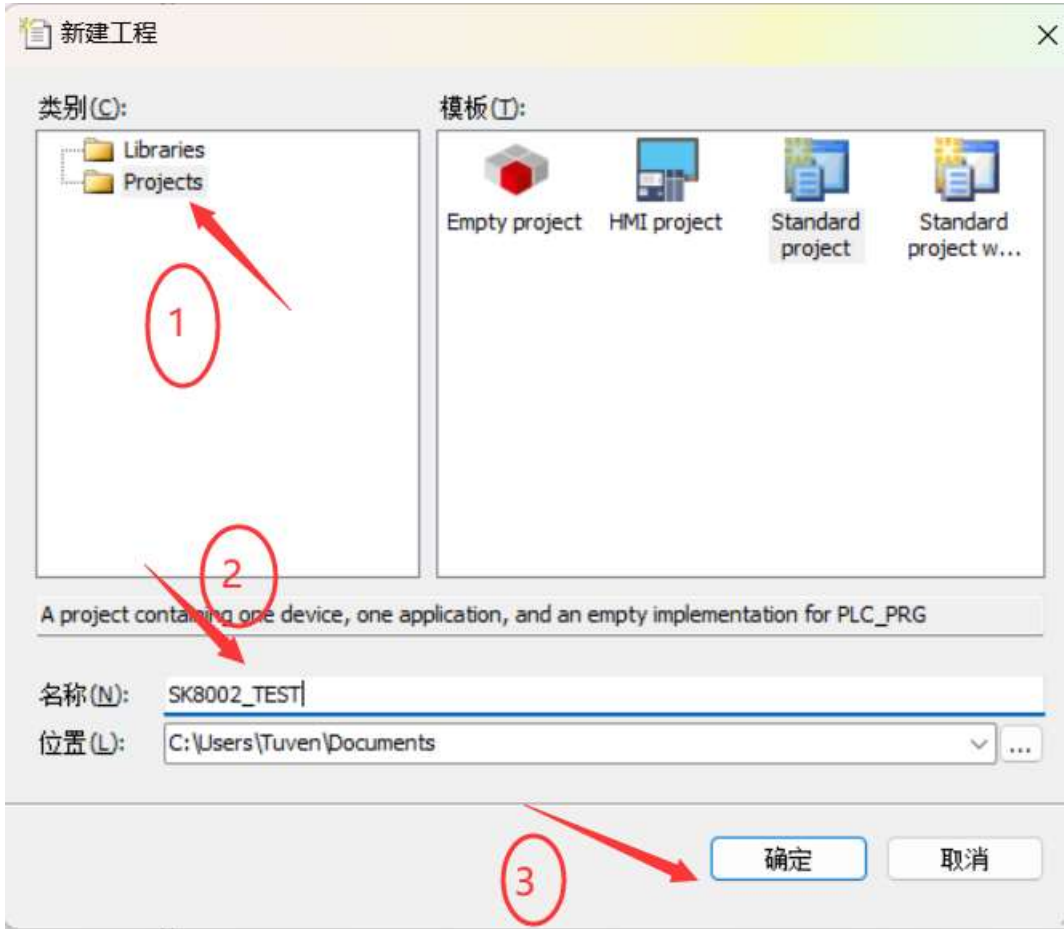 新建工程
类别(C):
模板(T):
Libraries
Projects
Empty project
HMI project
Standard
project
Standard
project w...
1
2
A project containing one device, one application, and an empty implementation for PLC_PRG
名称(N):
SK8002_TEST
位置(L):
C:\Users\Tuven\Documents
...
确定
取消
3